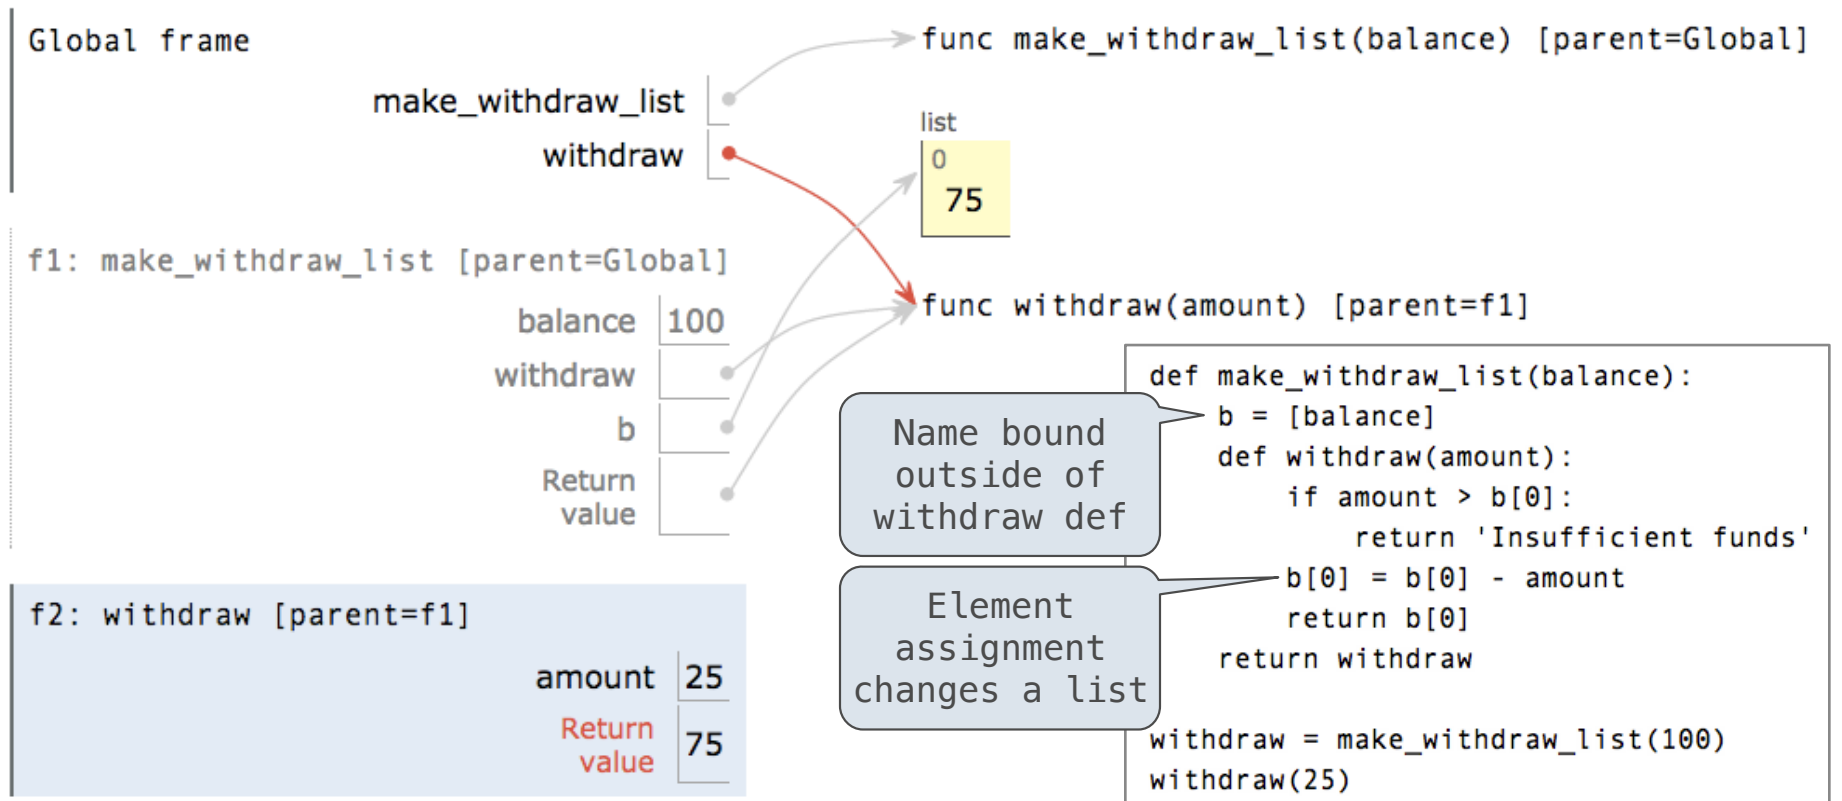 Global frame
make_withdraw_list
withdraw
func make_withdraw_list(balance) [parent=Global]
list
0
75
func withdraw(amount) [parent=f1]
f1: make_withdraw_list [parent=Global]
balance 100
withdraw
b
Return
value
f2: withdraw [parent=f1]
amount 25
Return
value
75
Name bound
outside of
withdraw def
Element
assignment
changes a list
def make_withdraw_list(balance):
    b = [balance]
    def withdraw(amount):
        if amount > b[0]:
            return 'Insufficient funds'
        b[0] = b[0] - amount
        return b[0]
    return withdraw
withdraw = make_withdraw_list(100)
withdraw(25)